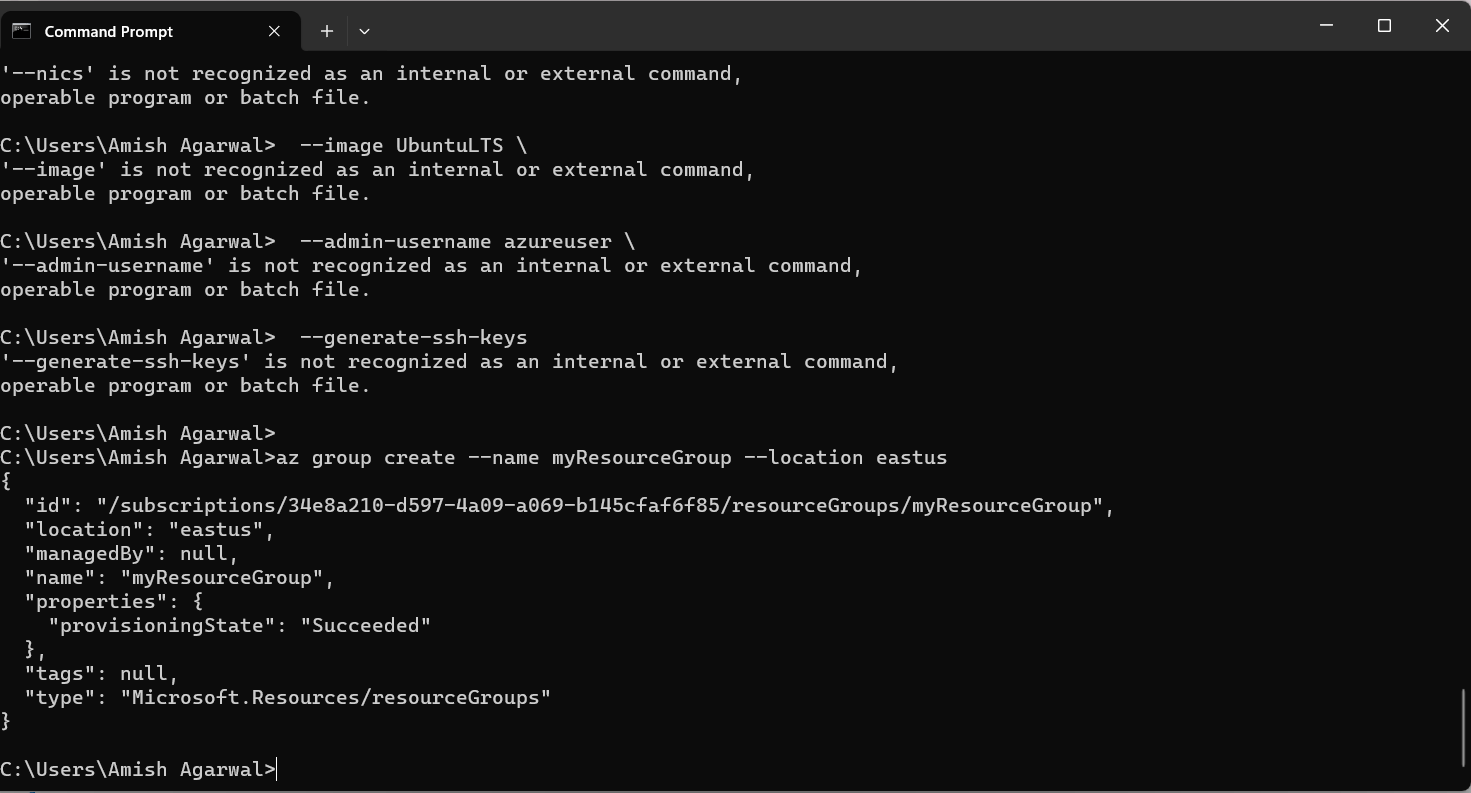 Command Prompt
'--nics' is not recognized as an internal or external command,
operable program or batch file.
C:\Users\Amish Agarwal>  --image UbuntuLTS \
'--image' is not recognized as an internal or external command,
operable program or batch file.
C:\Users\Amish Agarwal>  --admin-username azureuser \
'--admin-username' is not recognized as an internal or external command,
operable program or batch file.
C:\Users\Amish Agarwal>  --generate-ssh-keys
'--generate-ssh-keys' is not recognized as an internal or external command,
operable program or batch file.
C:\Users\Amish Agarwal>
C:\Users\Amish Agarwal>az group create --name myResourceGroup --location eastus
{
  "id": "/subscriptions/34e8a210-d597-4a09-a069-b145cfaf6f85/resourceGroups/myResourceGroup",
  "location": "eastus",
  "managedBy": null,
  "name": "myResourceGroup",
  "properties": {
    "provisioningState": "Succeeded"
  },
  "tags": null,
  "type": "Microsoft.Resources/resourceGroups"
}
C:\Users\Amish Agarwal>